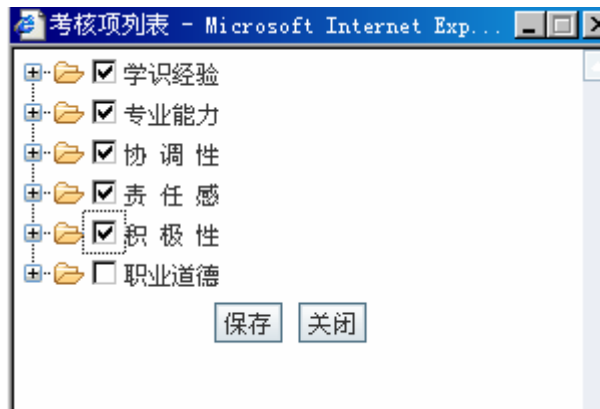 考核项列表 - Microsoft Internet Exp...
学识经验
专业能力
协 调 性
责 任 感
积 极 性
职业道德
保存 关闭